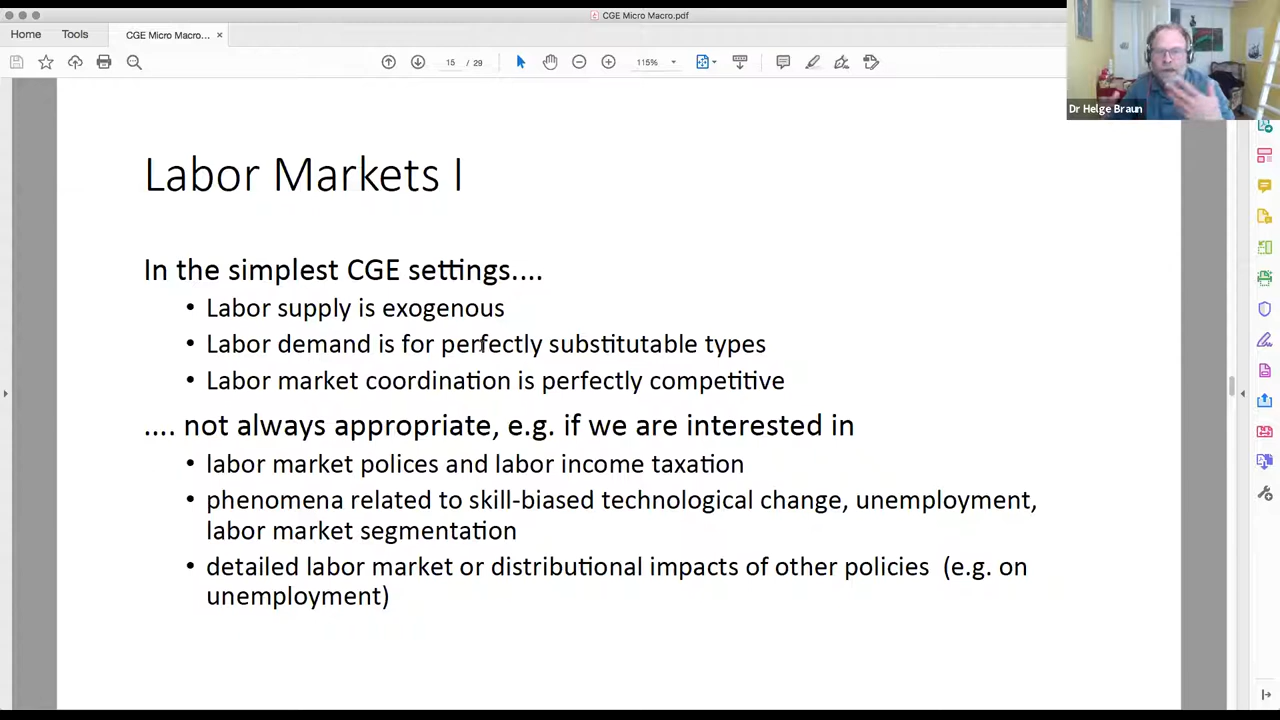 CGE Micro Macro.pdf
Home
Tools
CGE Micro Macro...
15 / 29
115%
Dr Helge Braun
Labor Markets I
In the simplest CGE settings....
• Labor supply is exogenous
• Labor demand is for perfectly substitutable types
• Labor market coordination is perfectly competitive
.... not always appropriate, e.g. if we are interested in
• labor market polices and labor income taxation
• phenomena related to skill-biased technological change, unemployment,
labor market segmentation
• detailed labor market or distributional impacts of other policies (e.g. on
unemployment)